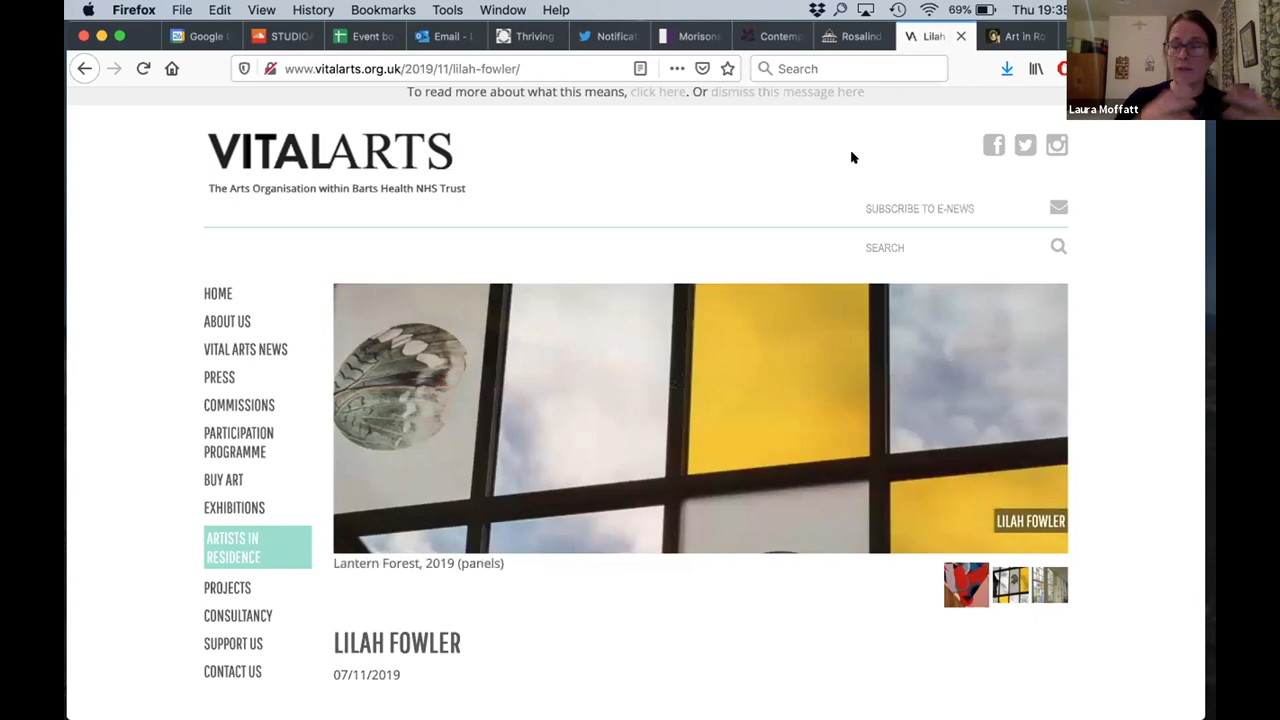 Firefox File Edit View History Bookmarks Tools Window Help 69% Thu 19:35
Google STUDIO Event bo Email - Thriving Notificat Morison Contemp Rosalind Lilah Art in Ro
www.vitalarts.org.uk/2019/11/lilah-fowler/ Search
To read more about what this means, click here. Or dismiss this message here
Laura Moffatt
VITALARTS
The Arts Organisation within Barts Health NHS Trust
SUBSCRIBE TO E-NEWS
SEARCH
HOME
ABOUT US
VITAL ARTS NEWS
PRESS
COMMISSIONS
PARTICIPATION
PROGRAMME
BUY ART
EXHIBITIONS
ARTISTS IN
RESIDENCE
PROJECTS
CONSULTANCY
SUPPORT US
CONTACT US
LILAH FOWLER
Lantern Forest, 2019 (panels)
LILAH FOWLER
07/11/2019